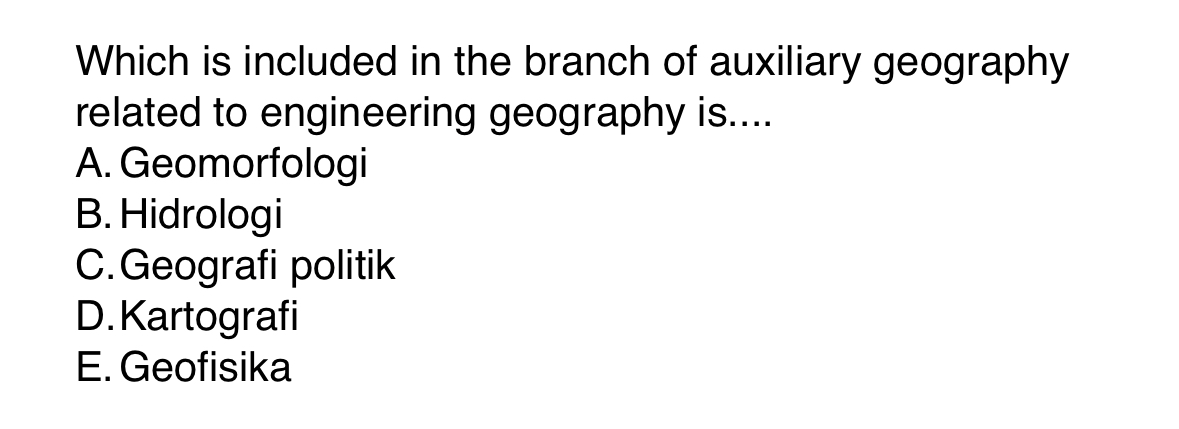 Which is included in the branch of auxiliary geography
related to engineering geography is....
A. Geomorfologi
B. Hidrologi
C. Geografi politik
D. Kartografi
E. Geofisika